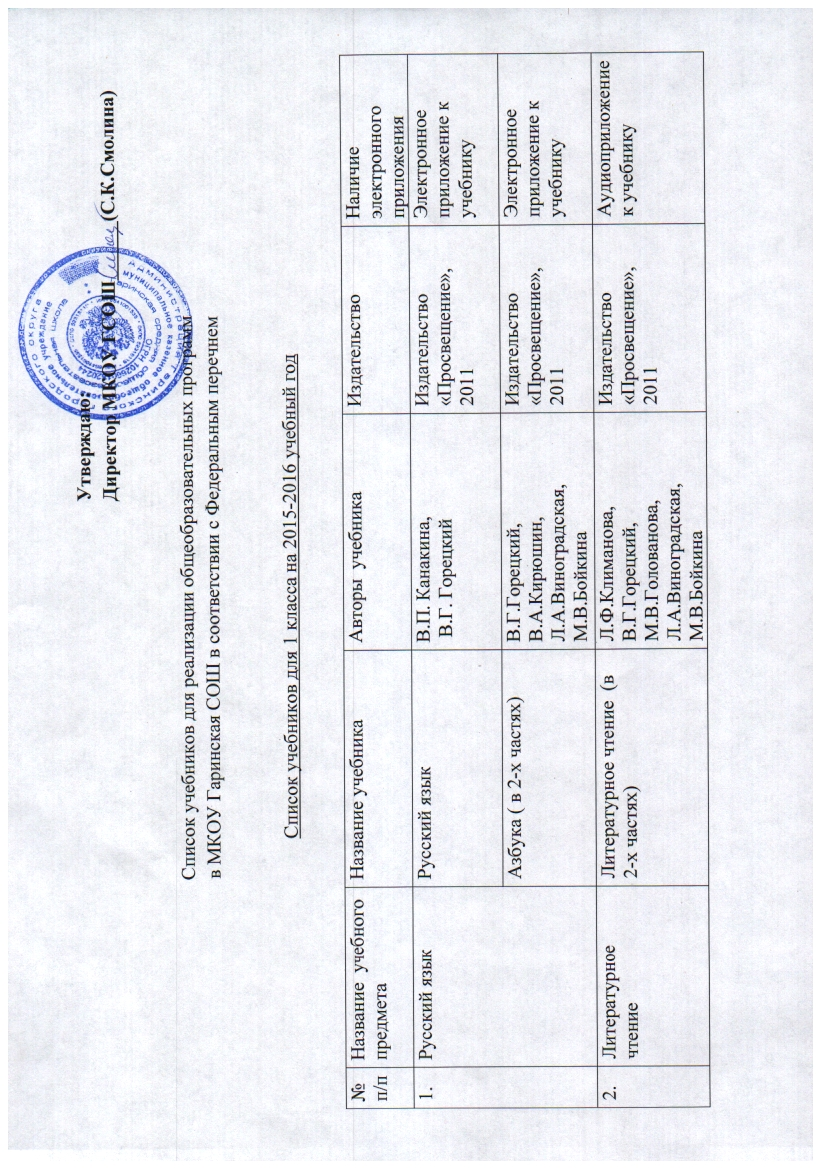 Утверждаю:
Директор МКОУ ГСОШ (С.К.Смолина)
Список учебников для реализации общеобразовательных программ
в МКОУ Гаринская СОШ в соответствии с Федеральным перечнем
Список учебников для 1 класса на 2015-2016 учебный год
№ п/п
Название учебного
предмета
Название учебника
Авторы учебника
Издательство
Наличие
электронного
приложения
1.
Русский язык
Русский язык
В.П. Канакина,
В.Г. Горецкий
Издательство
«Просвещение»,
2011
Электронное
приложение к
учебнику
Азбука ( в 2-х частях)
В.Г.Горецкий,
В.А.Кирюшин,
Л.А.Виноградская,
М.В.Бойкина
Издательство
«Просвещение»,
2011
Электронное
приложение к
учебнику
2.
Литературное
чтение
Литературное чтение (в
2-х частях)
Л.Ф.Климанова,
В.Г.Горецкий,
М.В.Голованова,
Л.А.Виноградская,
М.В.Бойкина
Издательство
«Просвещение»,
2011
Аудиоприложение
к учебнику